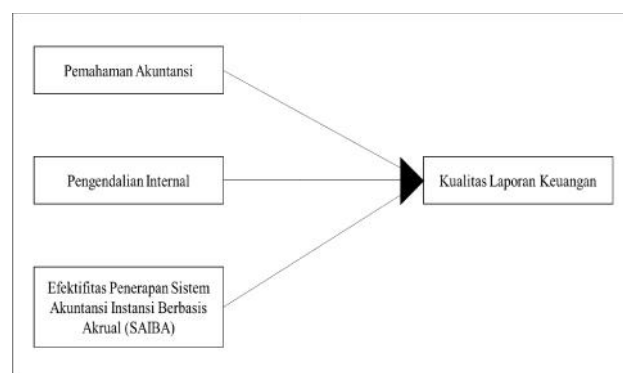 Pemahaman Akuntansi
Pengendalian Internal
Kualitas Laporan Keuangan
Efektifitas Penerapan Sistem
Akuntansi Instansi Berbasis
Akrual (SAIBA)